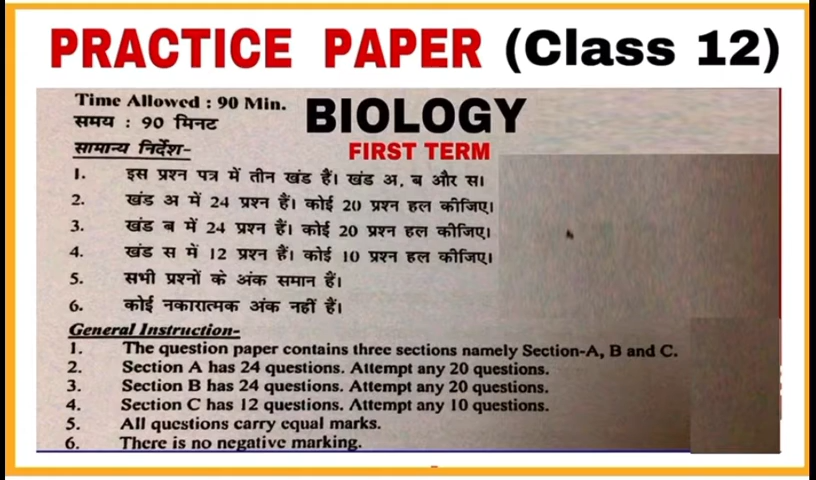 PRACTICE PAPER (Class 12)
Time Allowed : 90 Min.
BIOLOGY
समय : 90 मिनट
FIRST TERM
सामान्य निर्देश-
1. इस प्रश्न पत्र में तीन खंड हैं। खंड अ, ब और स।
2. खंड अ में 24 प्रश्न हैं। कोई 20 प्रश्न हल कीजिए।
3. खंड ब में 24 प्रश्न हैं। कोई 20 प्रश्न हल कीजिए।
4. खंड स में 12 प्रश्न हैं। कोई 10 प्रश्न हल कीजिए।
5. सभी प्रश्नों के अंक समान हैं।
6. कोई नकारात्मक अंक नहीं हैं।
General Instruction-
1. The question paper contains three sections namely Section-A, B and C.
2. Section A has 24 questions. Attempt any 20 questions.
3. Section B has 24 questions. Attempt any 20 questions.
4. Section C has 12 questions. Attempt any 10 questions.
5. All questions carry equal marks.
6. There is no negative marking.